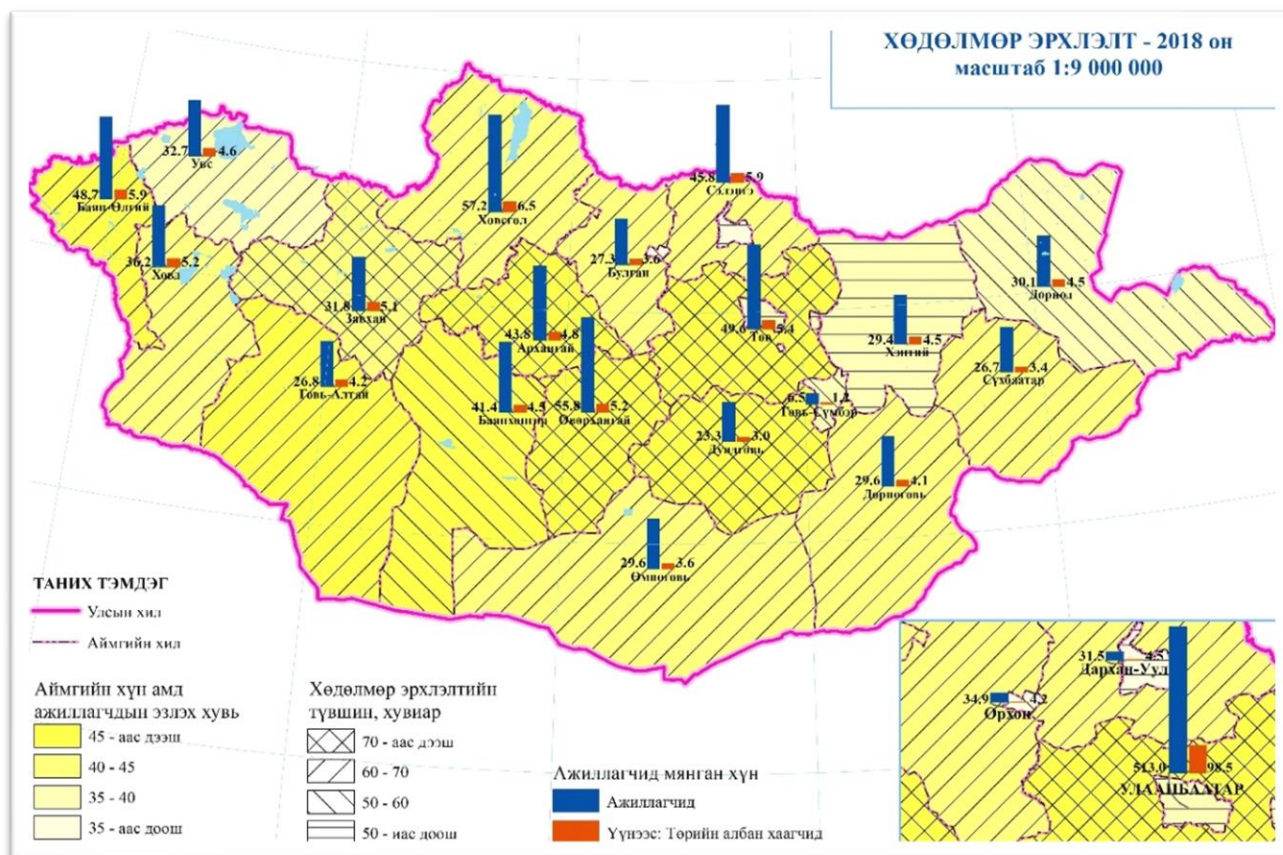 ХӨДӨЛМӨР ЭРХЛЭЛТ - 2018 он
масштаб 1:9 000 000
32.7 4.6
Увс
48.7 5.9
Баян-Өлгий
36.2 5.2
Ховд
57.2 6.5
Хөвсгөл
45.8 5.9
Сэлэнгэ
27.3 3.6
Булган
31.8 5.1
Завхан
43.8 4.8
Архангай
49.6 5.4
Төв
29.4 4.5
Хэнтий
30.1 4.5
Дорнод
26.7 3.4
Сүхбаатар
26.8 4.2
Говь-Алтай
41.4 4.5
Баянхонгор
55.8 5.2
Өвөрхангай
6.5 1.2
Говь-Сүмбэр
23.3 3.0
Дундговь
29.6 4.1
Дорноговь
29.6 3.6
Өмнөговь
ТАНИХ ТЭМДЭГ
Улсын хил
Аймгийн хил
Аймгийн хүн амд
ажиллагчдын эзлэх хувь
45 - аас дээш
40 - 45
35 - 40
35 - аас доош
Хөдөлмөр эрхлэлтийн
түвшин, хувиар
70 - аас дээш
60 - 70
50 - 60
50 - иас доош
Ажиллагчид мянган хүн
Ажиллагчид
Үүнээс: Төрийн албан хаагчид
31.5 4.5
Дархан-Уул
34.9 4.2
Орхон
513.0 98.5
УЛААНБААТАР